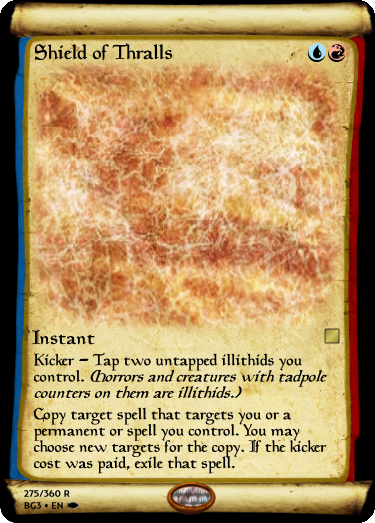 Shield of Thralls
Instant
Kicker — Tap two untapped illithids you
control. (horrors and creatures with tadpole
counters on them are illithids.)
Copy target spell that targets you or a
permanent or spell you control. You may
choose new targets for the copy. If the kicker
cost was paid, exile that spell.
275/360 R
BG3 • EN